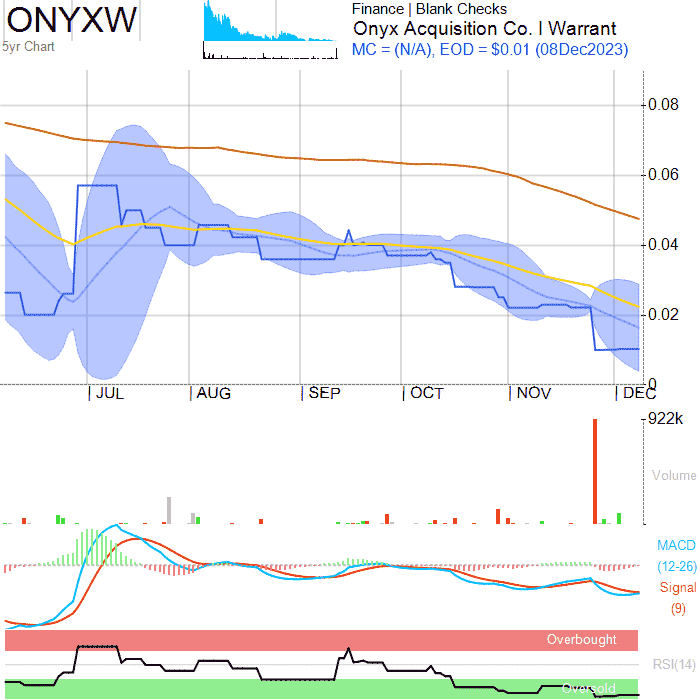 ONYXW
5yr Chart
Finance | Blank Checks
Onyx Acquisition Co. I Warrant
MC = (N/A), EOD = $0.01 (08Dec2023)
0.08
0.06
0.04
0.02
0
JUL AUG SEP OCT NOV DEC
922k
Volume
MACD
(12-26)
Signal
(9)
Overbought
RSI(14)
Oversold